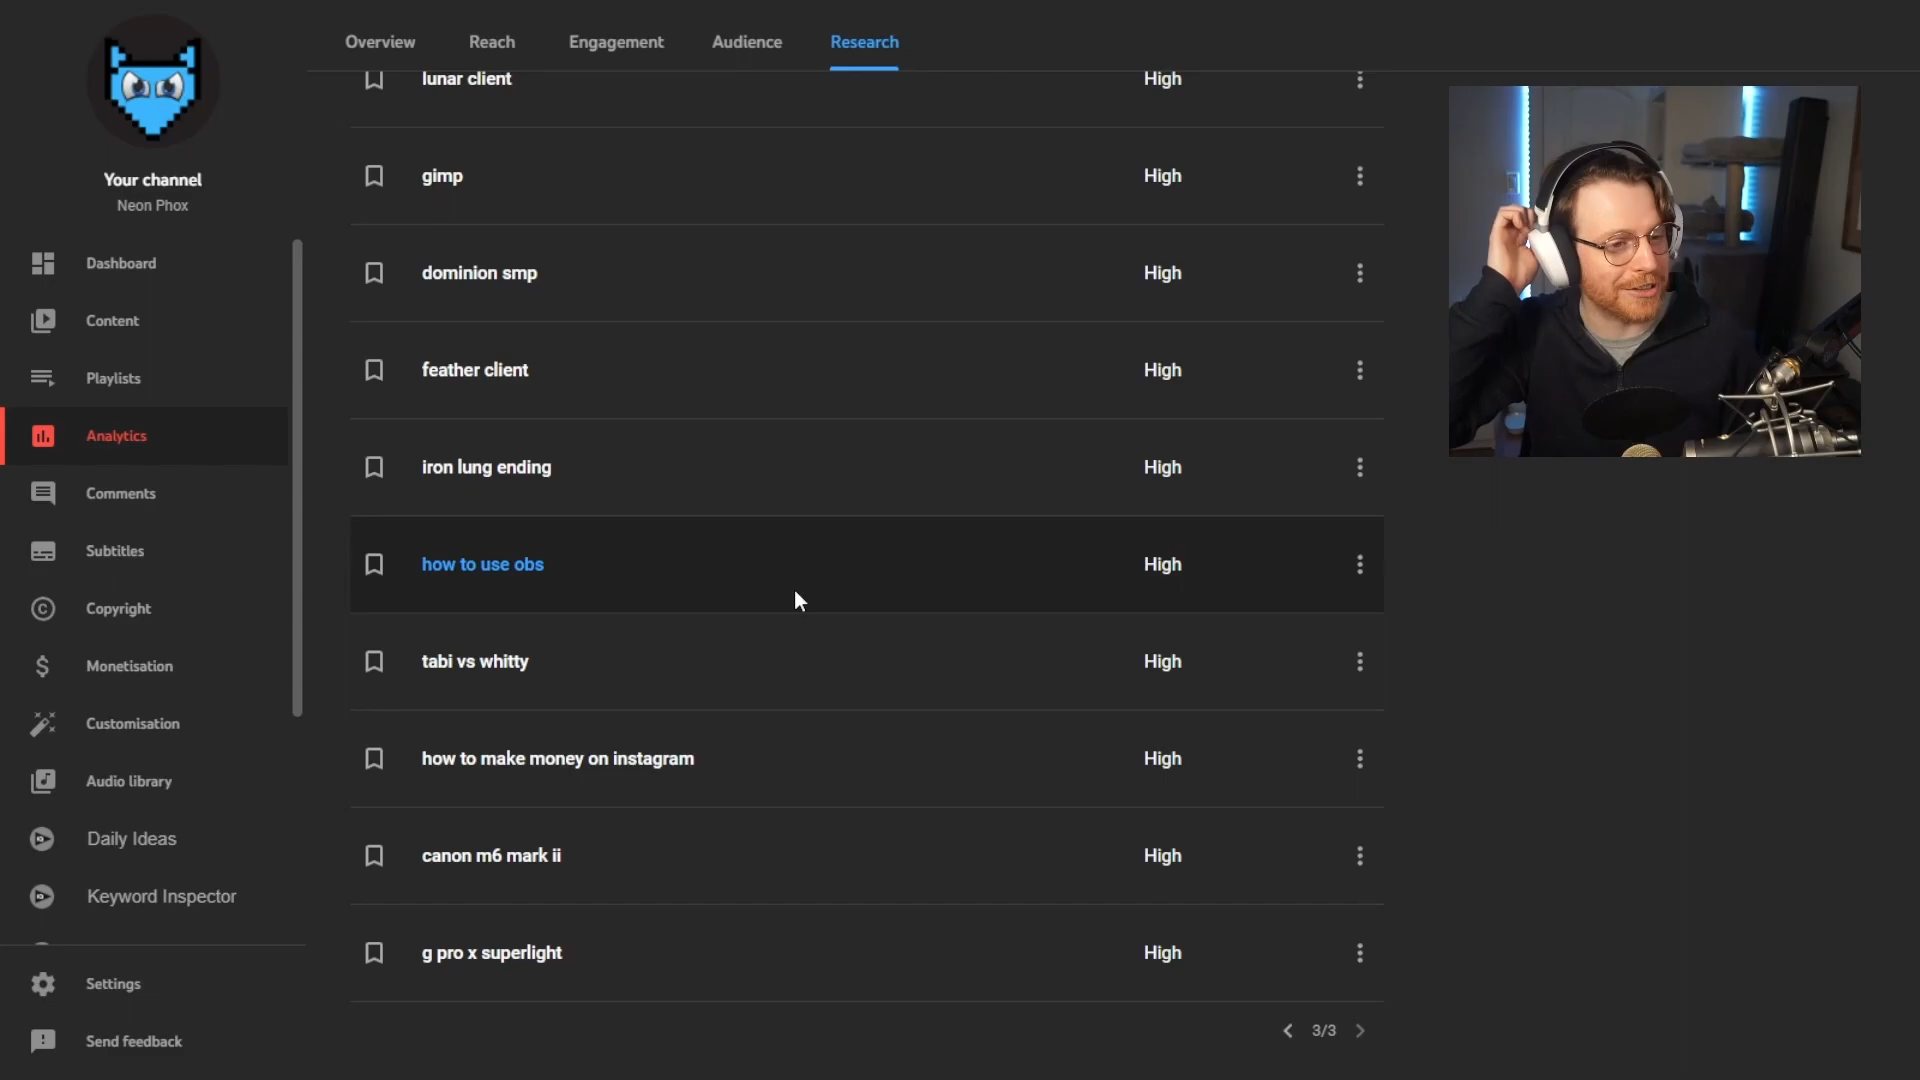 Your channel
Neon Phox
Dashboard
Content
Playlists
Analytics
Comments
Subtitles
Copyright
Monetisation
Customisation
Audio library
Daily Ideas
Keyword Inspector
Settings
Send feedback
Overview Reach Engagement Audience Research
lunar client High
gimp High
dominion smp High
feather client High
iron lung ending High
how to use obs High
tabi vs whitty High
how to make money on instagram High
canon m6 mark ii High
g pro x superlight High
3/3